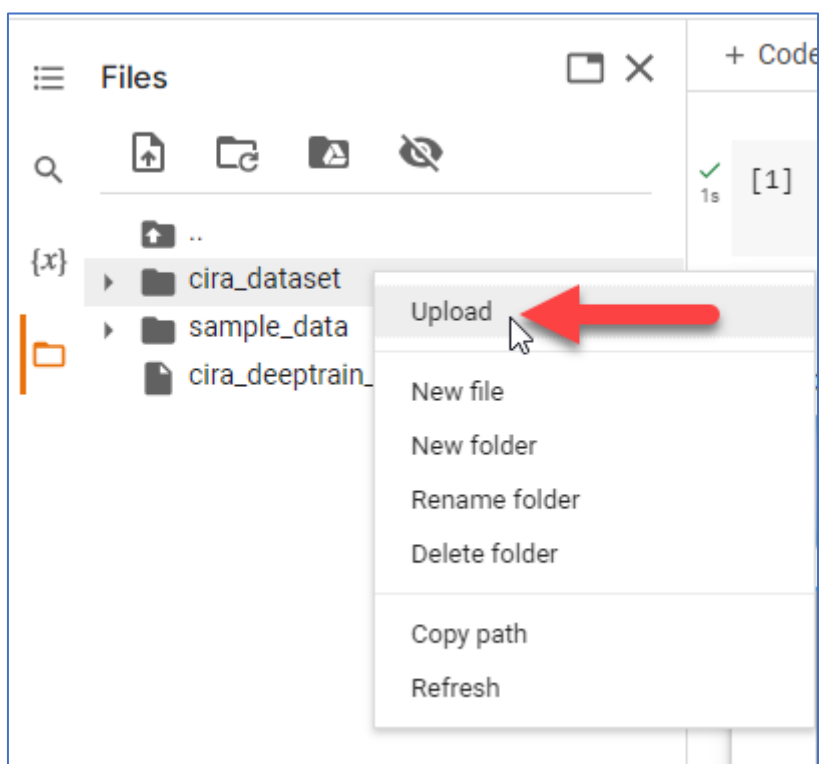 Files
+ Code
[1]
1s
{x}
..
cira_dataset
sample_data
cira_deeptrain_
Upload
New file
New folder
Rename folder
Delete folder
Copy path
Refresh